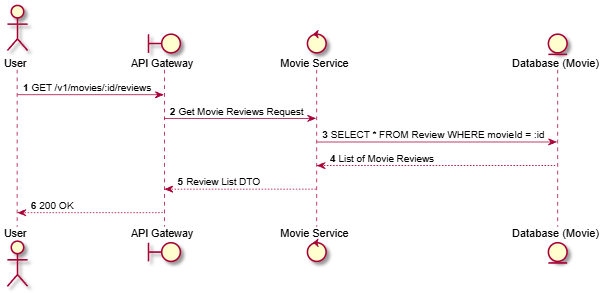 User
API Gateway
Movie Service
Database (Movie)
1 GET /v1/movies/:id/reviews
2 Get Movie Reviews Request
3 SELECT * FROM Review WHERE movieId = :id
4 List of Movie Reviews
5 Review List DTO
6 200 OK
User
API Gateway
Movie Service
Database (Movie)